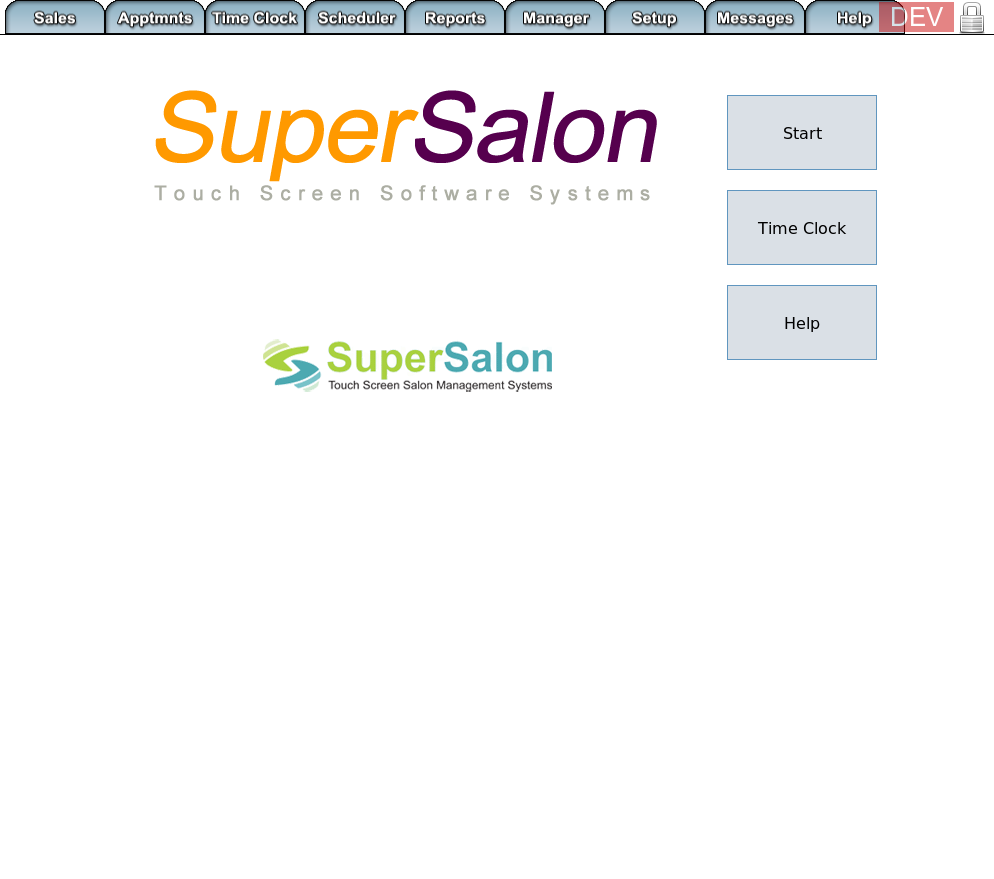 Sales Apptmnts Time Clock Scheduler Reports Manager Setup Messages Help DEV
SuperSalon
Touch Screen Software Systems
Start
Time Clock
Help
SuperSalon
Touch Screen Salon Management Systems